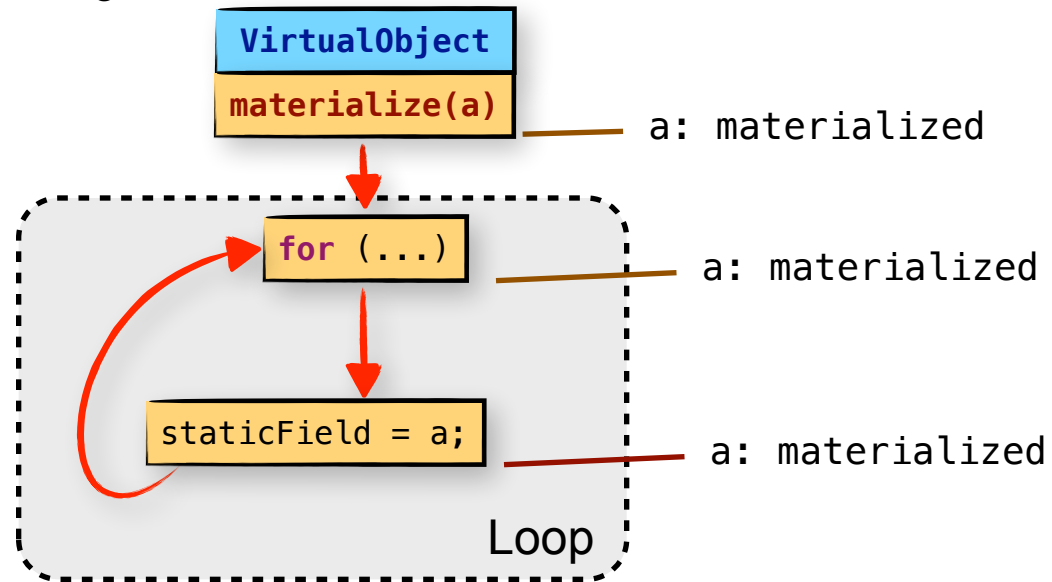 VirtualObject
materialize(a)
a: materialized
for (...)
a: materialized
staticField = a;
a: materialized
Loop